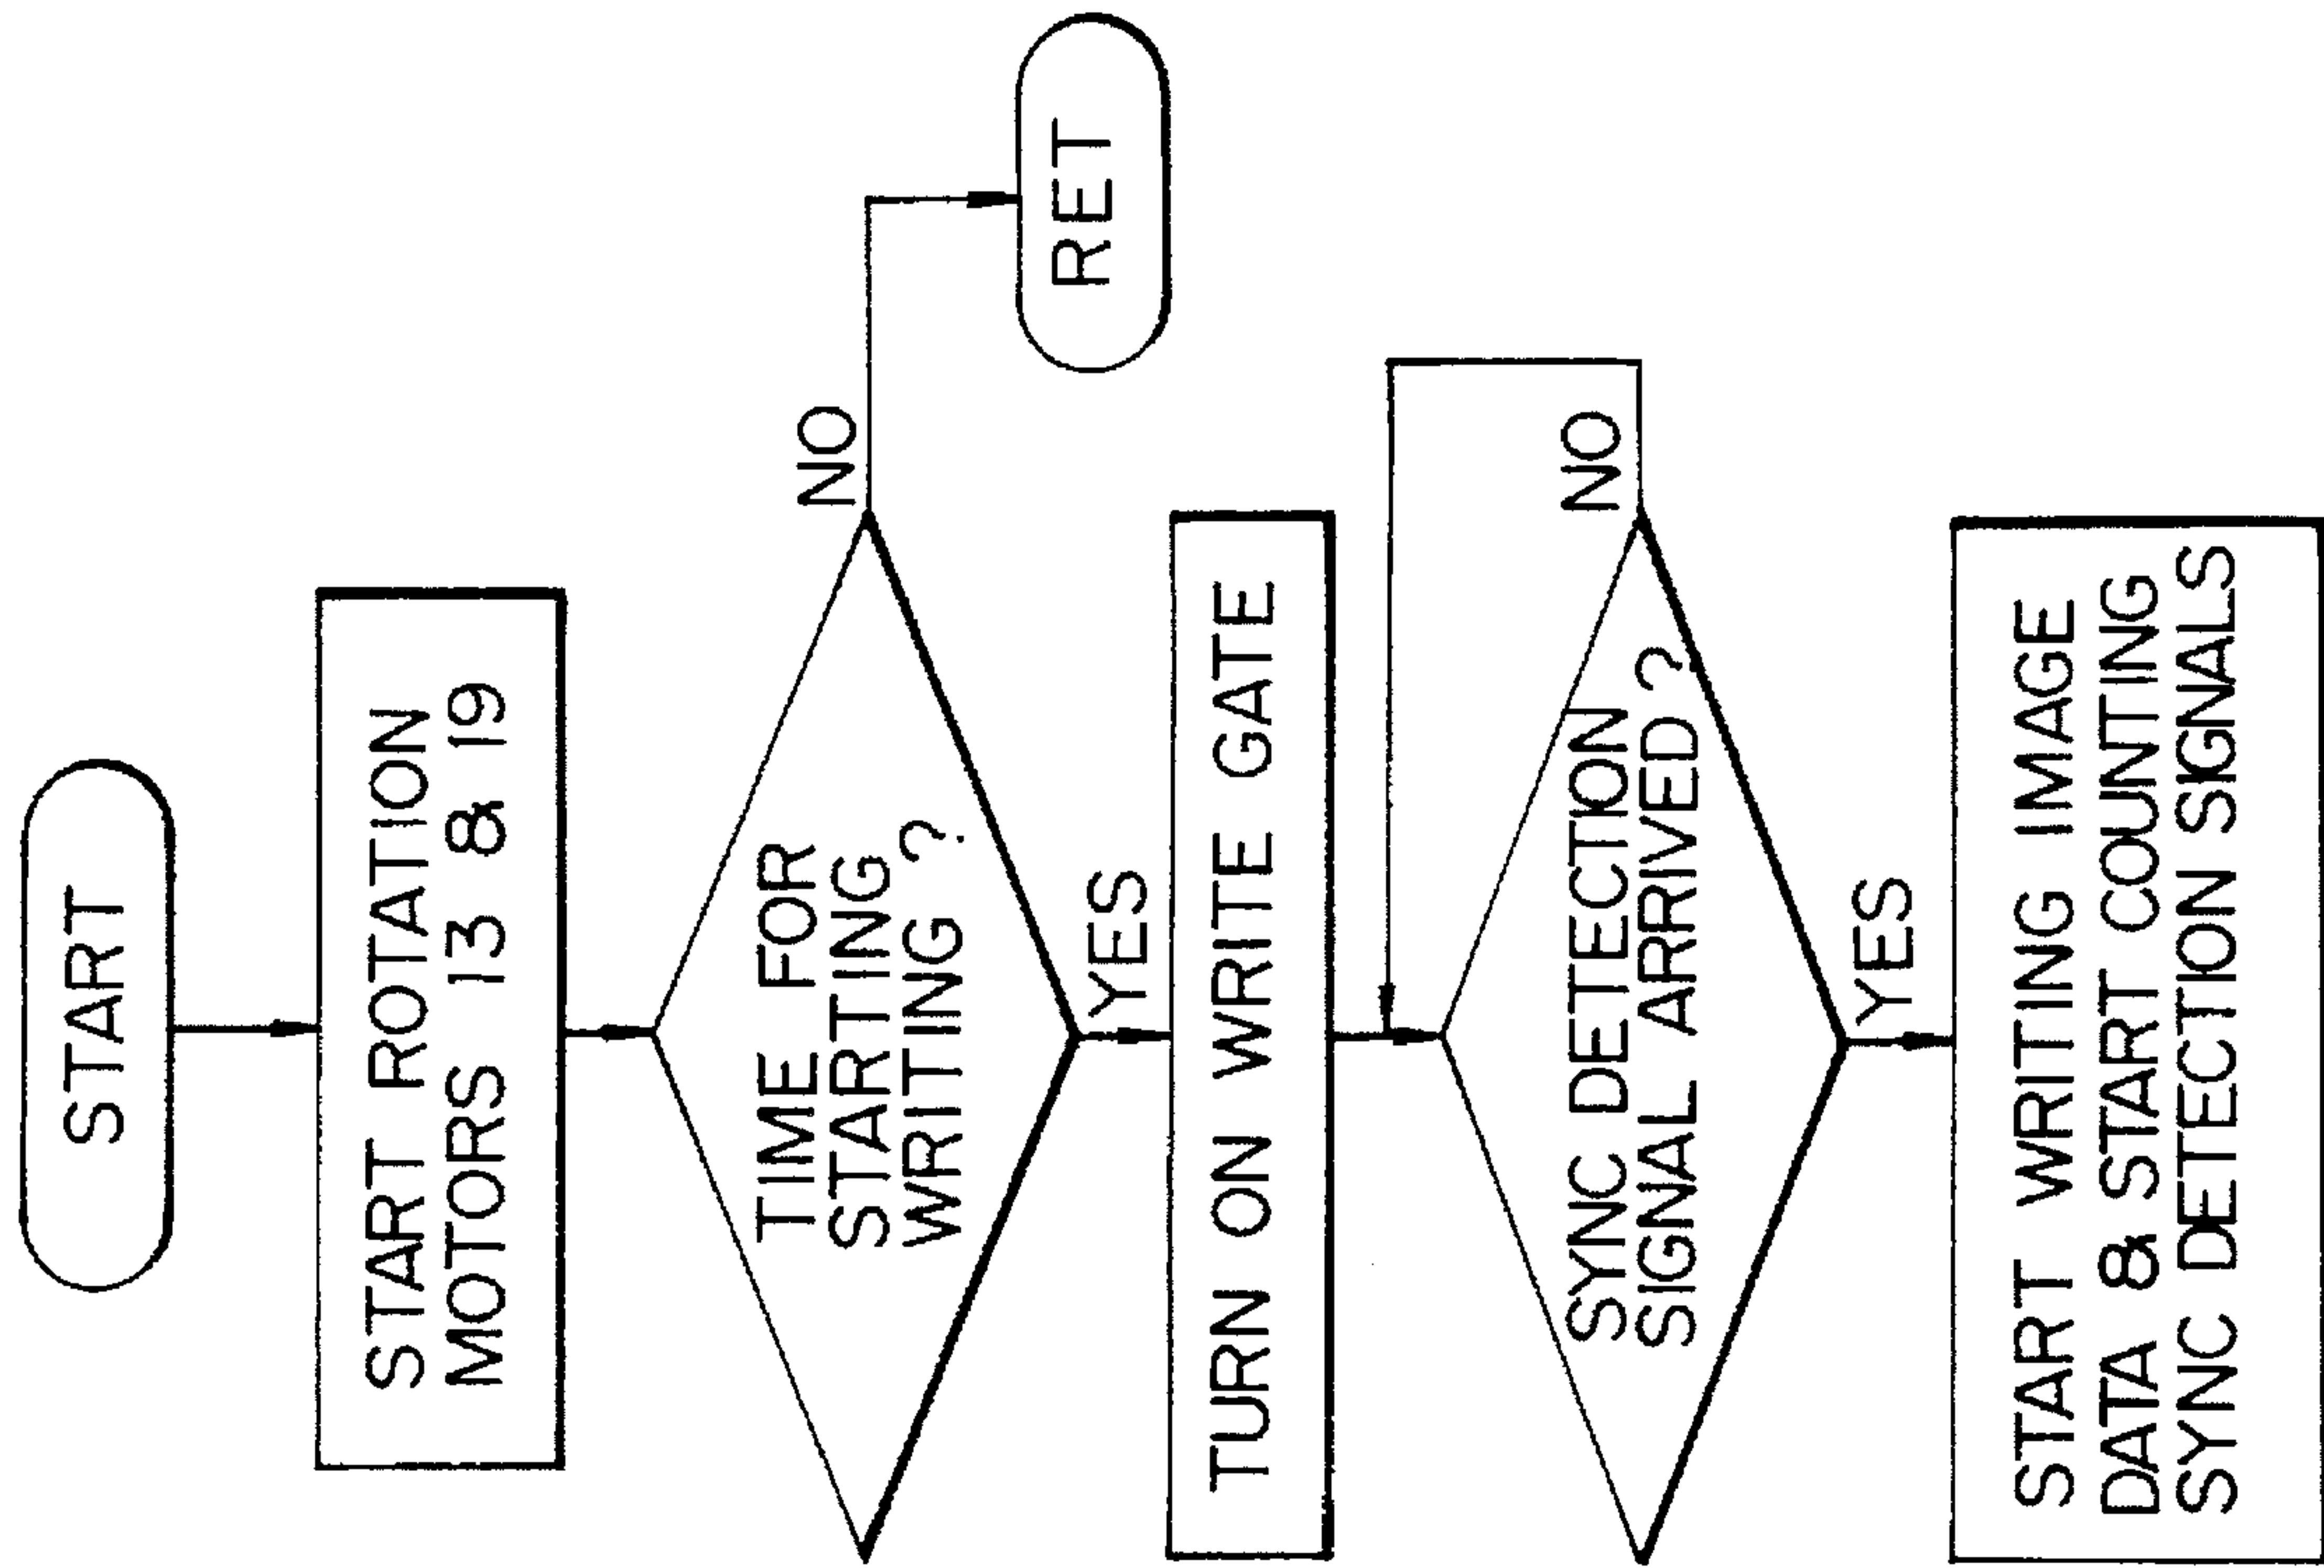 START
START ROTATION
MOTORS 13 & 19
TIME FOR
STARTING
WRITING ?
NO
RET
YES
TURN ON WRITE GATE
SYNC DETECTION
SIGNAL ARRIVED ?
NO
YES
START WRITING IMAGE
DATA & START COUNTING
SYNC DETECTION SIGNALS